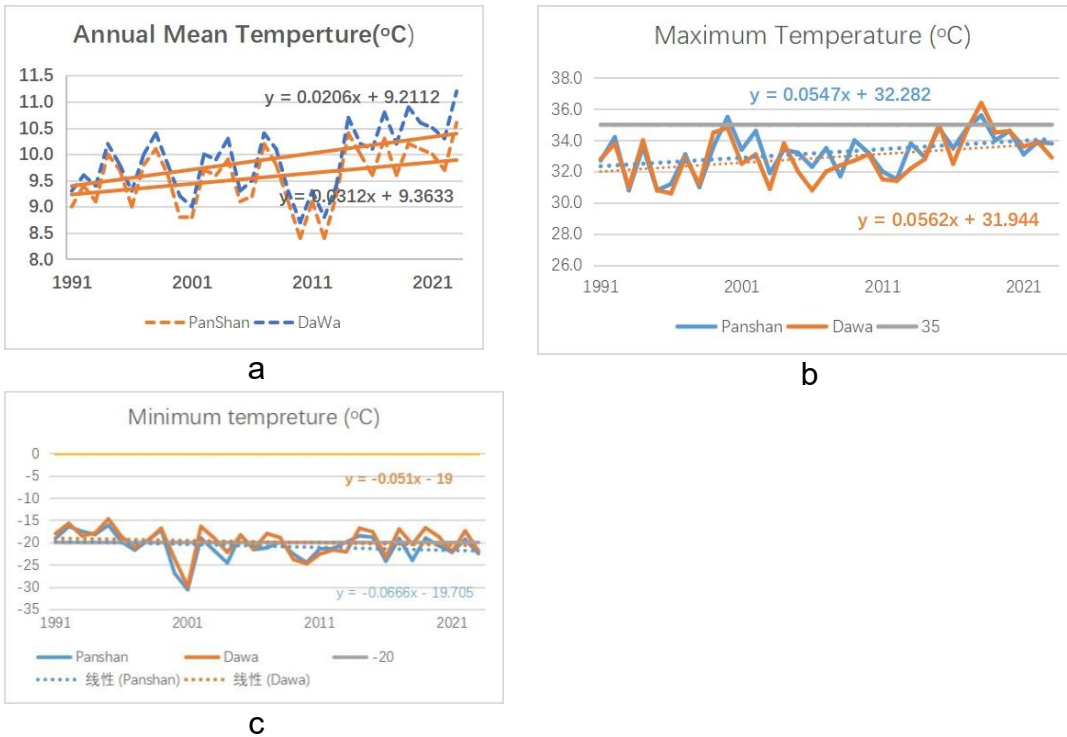 Annual Mean Temperture(°C)
11.5
11.0
10.5
10.0
9.5
9.0
8.5
8.0
y = 0.0206x + 9.2112
y = 0.0312x + 9.3633
1991 2001 2011 2021
PanShan DaWa
a
Maximum Temperature (°C)
38.0
36.0
34.0
32.0
30.0
28.0
26.0
y = 0.0547x + 32.282
y = 0.0562x + 31.944
1991 2001 2011 2021
Panshan Dawa 35
b
Minimum tempreture (°C)
0
-5
-10
-15
-20
-25
-30
-35
y = -0.051x - 19
y = -0.0666x - 19.705
1991 2001 2011 2021
Panshan Dawa -20
线性 (Panshan) 线性 (Dawa)
c